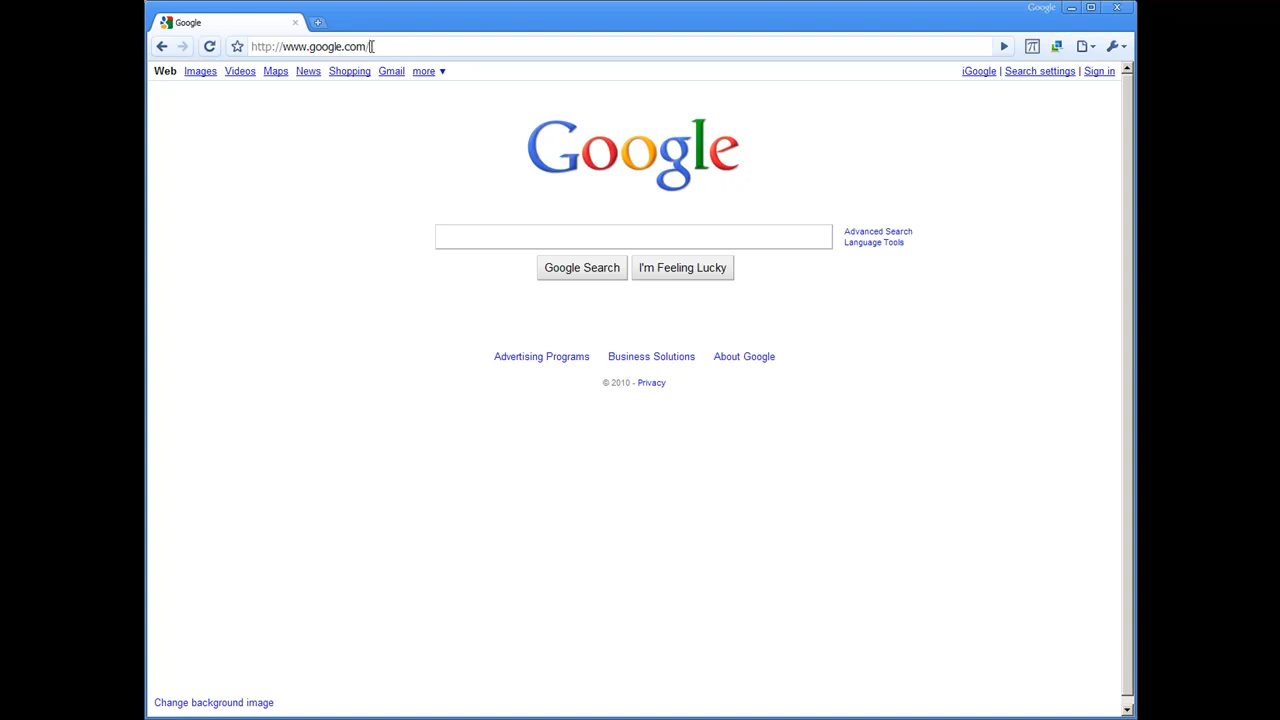 Google
Google
http://www.google.com/
Web Images Videos Maps News Shopping Gmail more ▼ iGoogle | Search settings | Sign in
Google
Advanced Search
Language Tools
Google Search I'm Feeling Lucky
Advertising Programs Business Solutions About Google
© 2010 - Privacy
Change background image